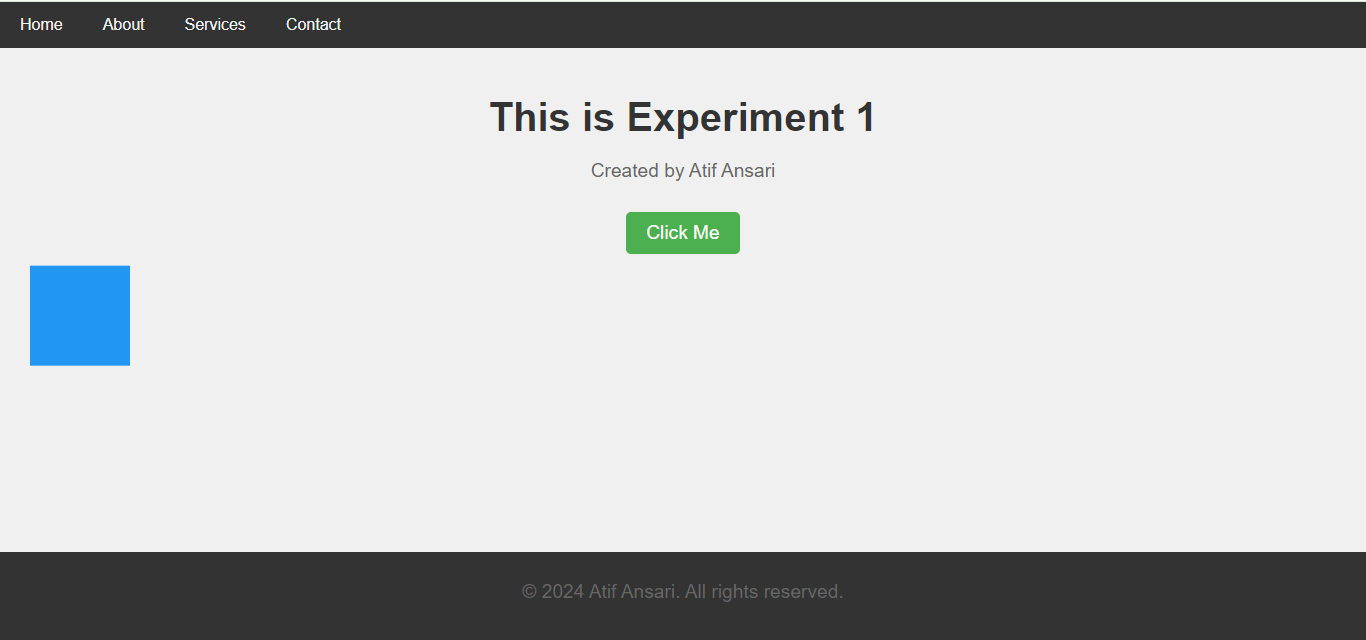 Home About Services Contact
This is Experiment 1
Created by Atif Ansari
Click Me
© 2024 Atif Ansari. All rights reserved.